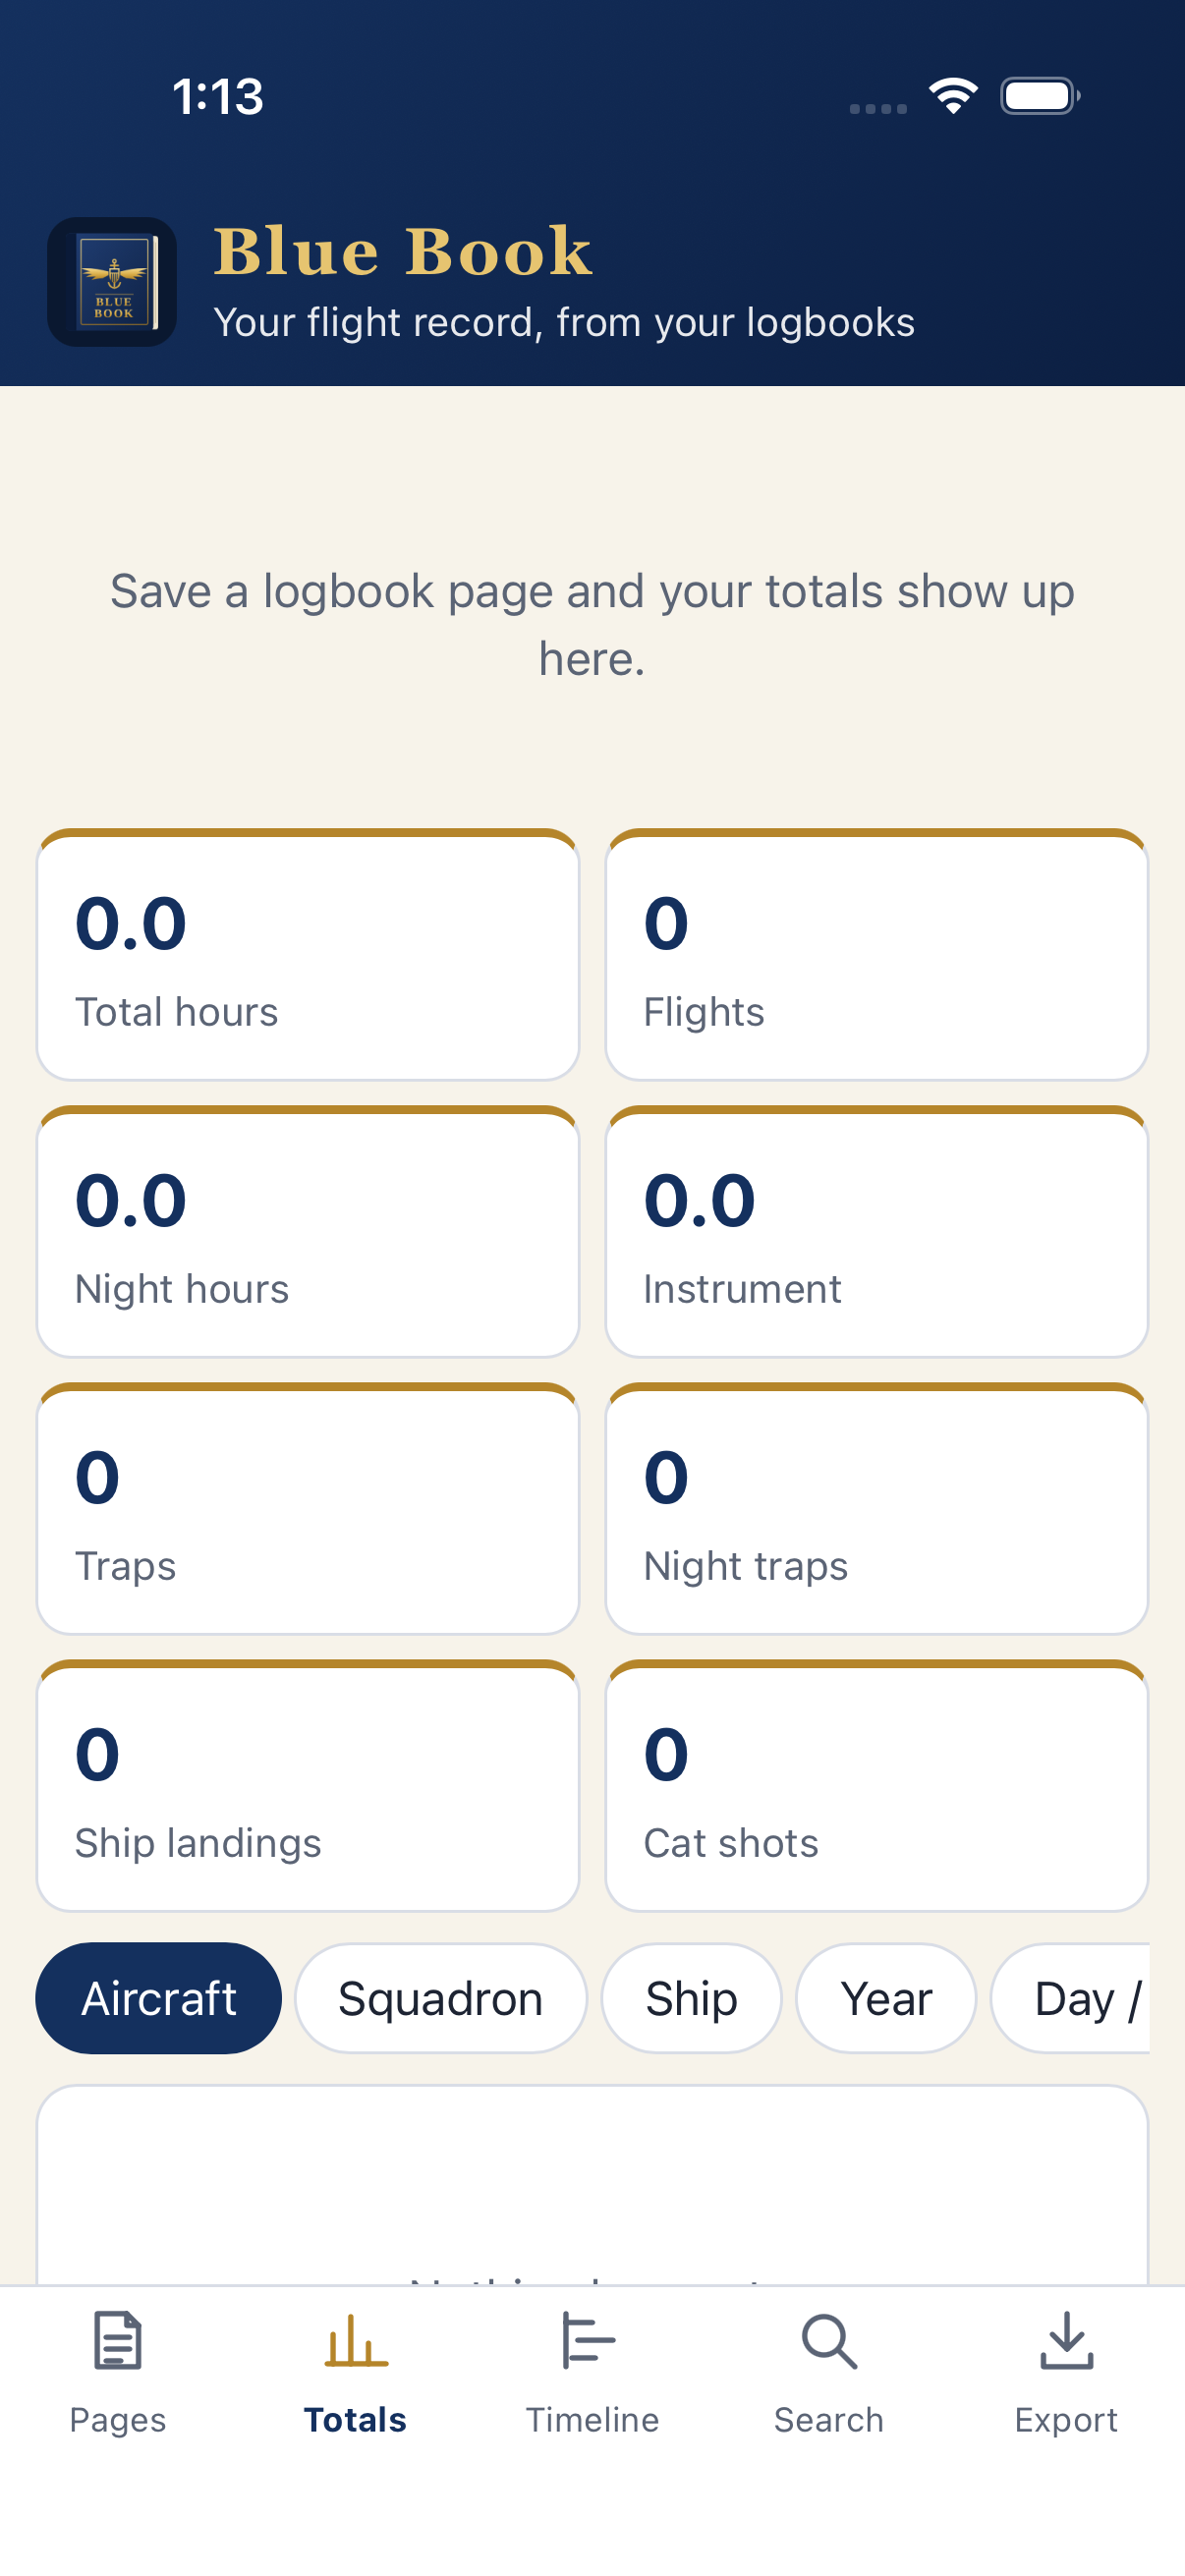 1:13
BLUE
BOOK
Blue Book
Your flight record, from your logbooks
Save a logbook page and your totals show up
here.
0.0
Total hours
0
Flights
0.0
Night hours
0.0
Instrument
0
Traps
0
Night traps
0
Ship landings
0
Cat shots
Aircraft
Squadron
Ship
Year
Day /
Pages
Totals
Timeline
Search
Export